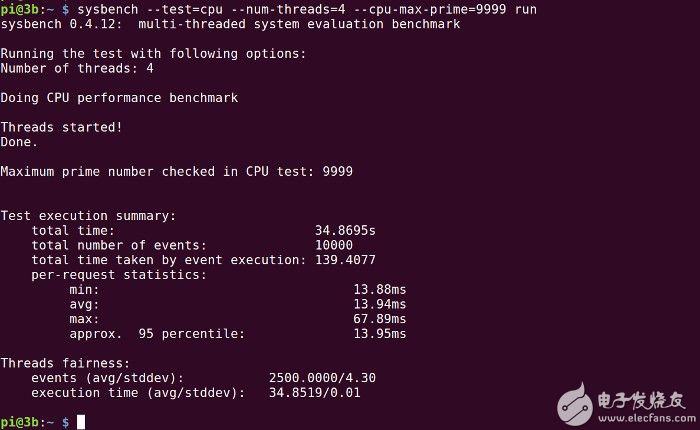 pi@3b:~ $ sysbench --test=cpu --num-threads=4 --cpu-max-prime=9999 run
sysbench 0.4.12:  multi-threaded system evaluation benchmark
Running the test with following options:
Number of threads: 4
Doing CPU performance benchmark
Threads started!
Done.
Maximum prime number checked in CPU test: 9999
Test execution summary:
    total time:                          34.8695s
    total number of events:              10000
    total time taken by event execution: 139.4077
    per-request statistics:
         min:                                 13.88ms
         avg:                                 13.94ms
         max:                                 67.89ms
         approx.  95 percentile:              13.95ms
Threads fairness:
    events (avg/stddev):           2500.0000/4.30
    execution time (avg/stddev):   34.8519/0.01
pi@3b:~ $
电子发烧友
www.elecfans.com